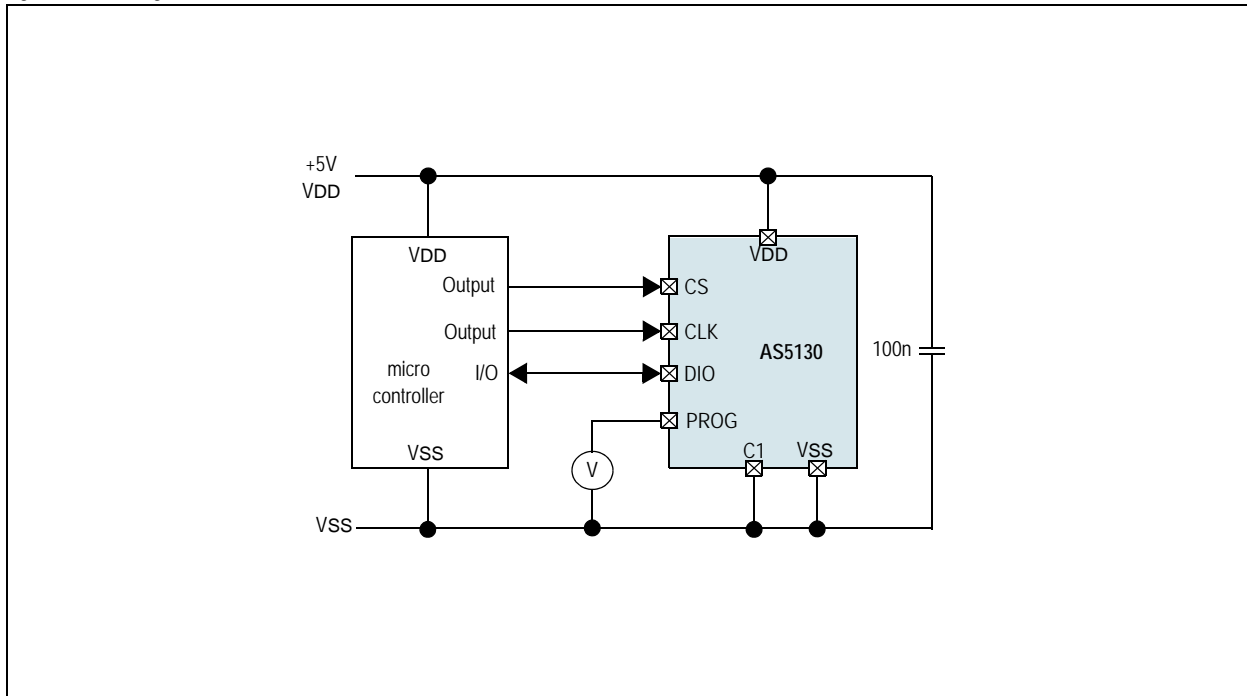 +5V
VDD
VDD
VDD
Output
CS
Output
CLK
AS5130
100n
micro
controller
I/O
DIO
PROG
VSS
C1
VSS
V
VSS